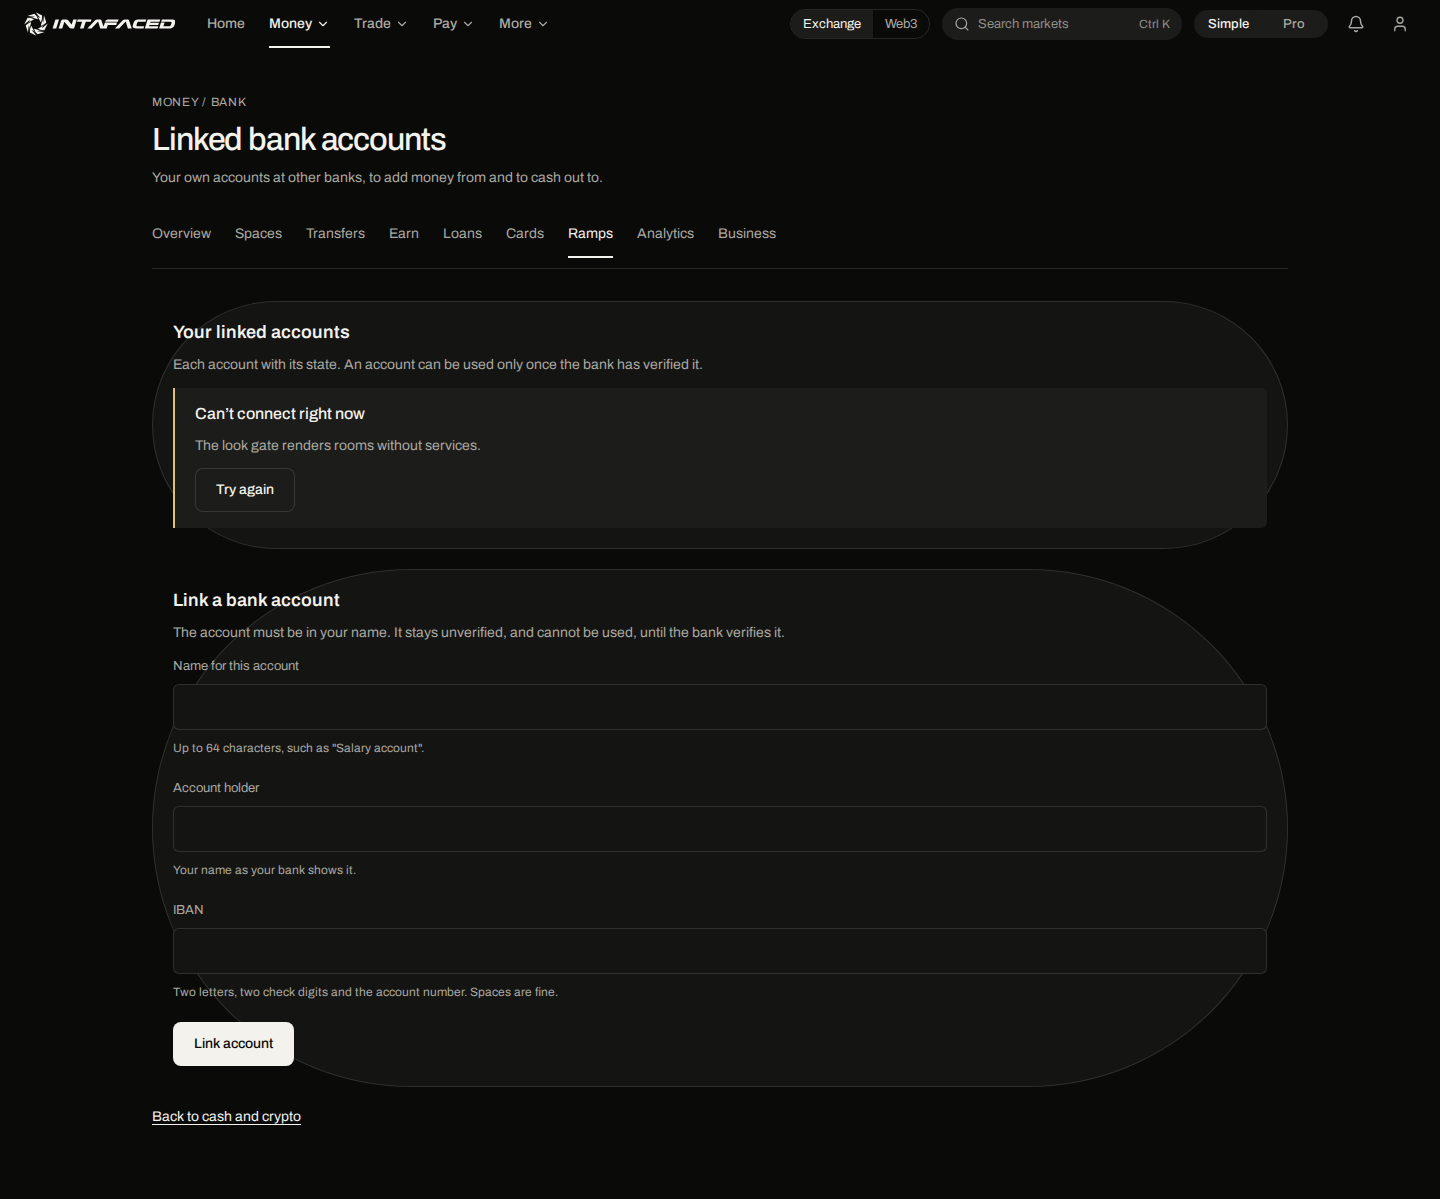 INTAFACED
Home
Money
Trade
Pay
More
Exchange
Web3
Search markets
Ctrl K
Simple
Pro
MONEY / BANK
Linked bank accounts
Your own accounts at other banks, to add money from and to cash out to.
Overview
Spaces
Transfers
Earn
Loans
Cards
Ramps
Analytics
Business
Your linked accounts
Each account with its state. An account can be used only once the bank has verified it.
Can’t connect right now
The look gate renders rooms without services.
Try again
Link a bank account
The account must be in your name. It stays unverified, and cannot be used, until the bank verifies it.
Name for this account
Up to 64 characters, such as "Salary account".
Account holder
Your name as your bank shows it.
IBAN
Two letters, two check digits and the account number. Spaces are fine.
Link account
Back to cash and crypto